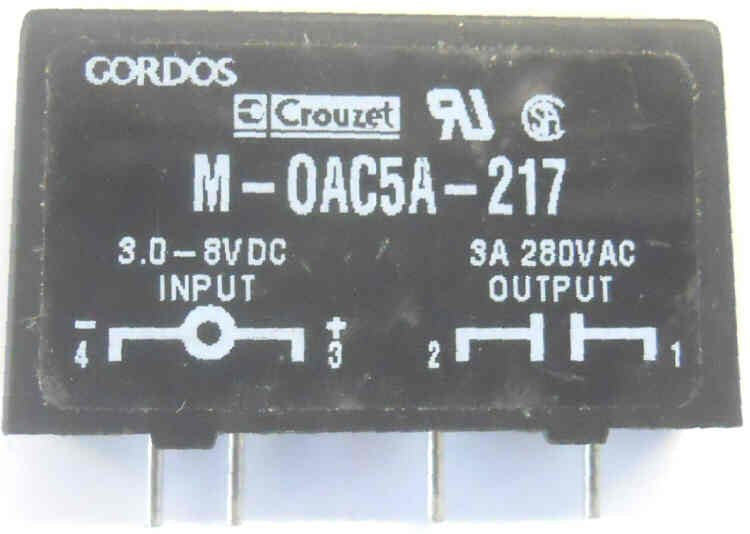 GORDOS
Crouzet
M-OAC5A-217
3.0-8VDC
INPUT
3A 280VAC
OUTPUT
- +
4 3 2 1